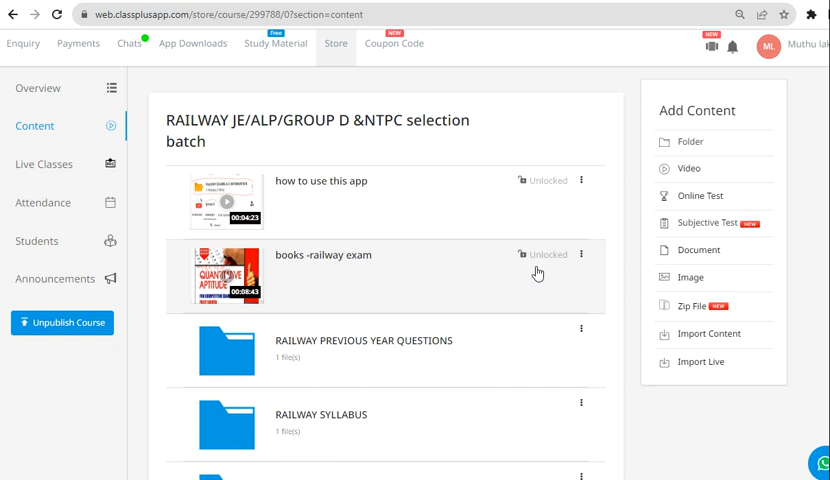 web.classplusapp.com/store/course/299788/0?section=content
Enquiry
Payments
Chats
App Downloads
Free
Study Material
Store
NEW
Coupon Code
NEW
ML
Muthu lak
Overview
Content
Live Classes
Attendance
Students
Announcements
Unpublish Course
RAILWAY JE/ALP/GROUP D &NTPC selection
batch
how to use this app
Unlocked
00:04:23
books -railway exam
Unlocked
QUANTITATIVE
APTITUDE
00:08:43
RAILWAY PREVIOUS YEAR QUESTIONS
1 file(s)
RAILWAY SYLLABUS
1 file(s)
Add Content
Folder
Video
Online Test
Subjective Test NEW
Document
Image
Zip File NEW
Import Content
Import Live